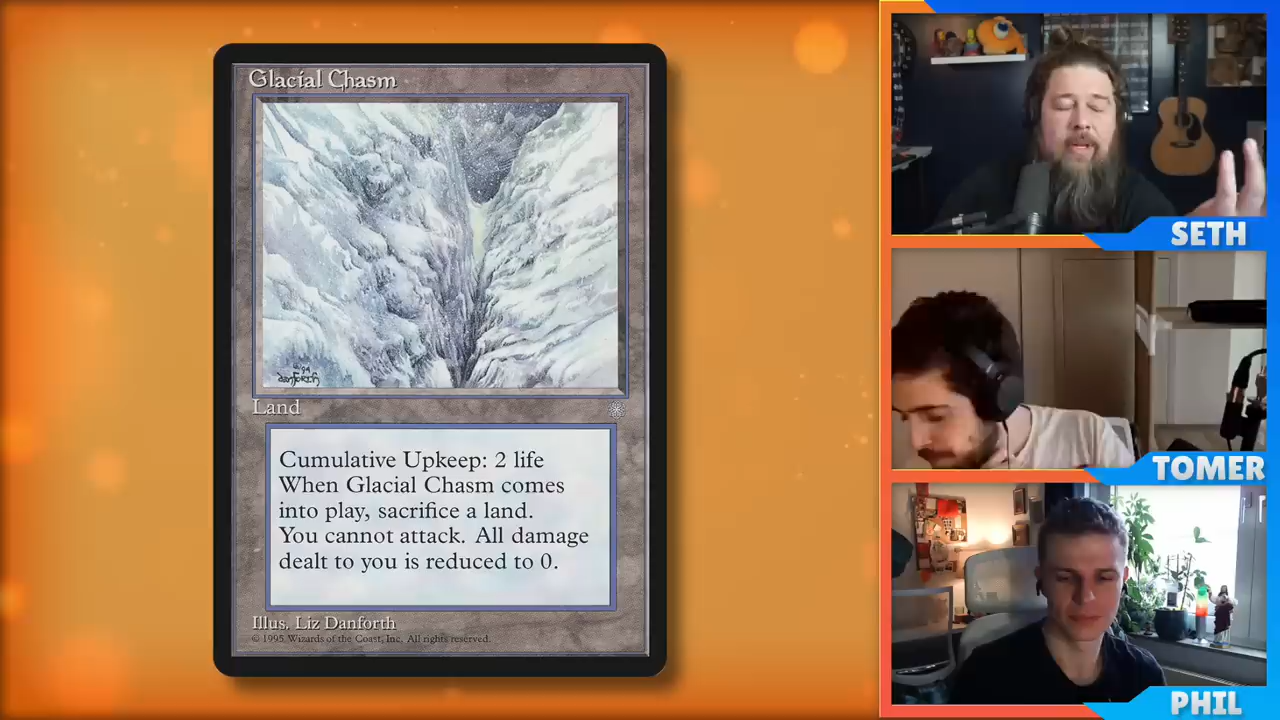 Glacial Chasm
Land
Cumulative Upkeep: 2 life
When Glacial Chasm comes
into play, sacrifice a land.
You cannot attack. All damage
dealt to you is reduced to 0.
Illus. Liz Danforth
© 1995 Wizards of the Coast, Inc. All rights reserved.
SETH
TOMER
PHIL